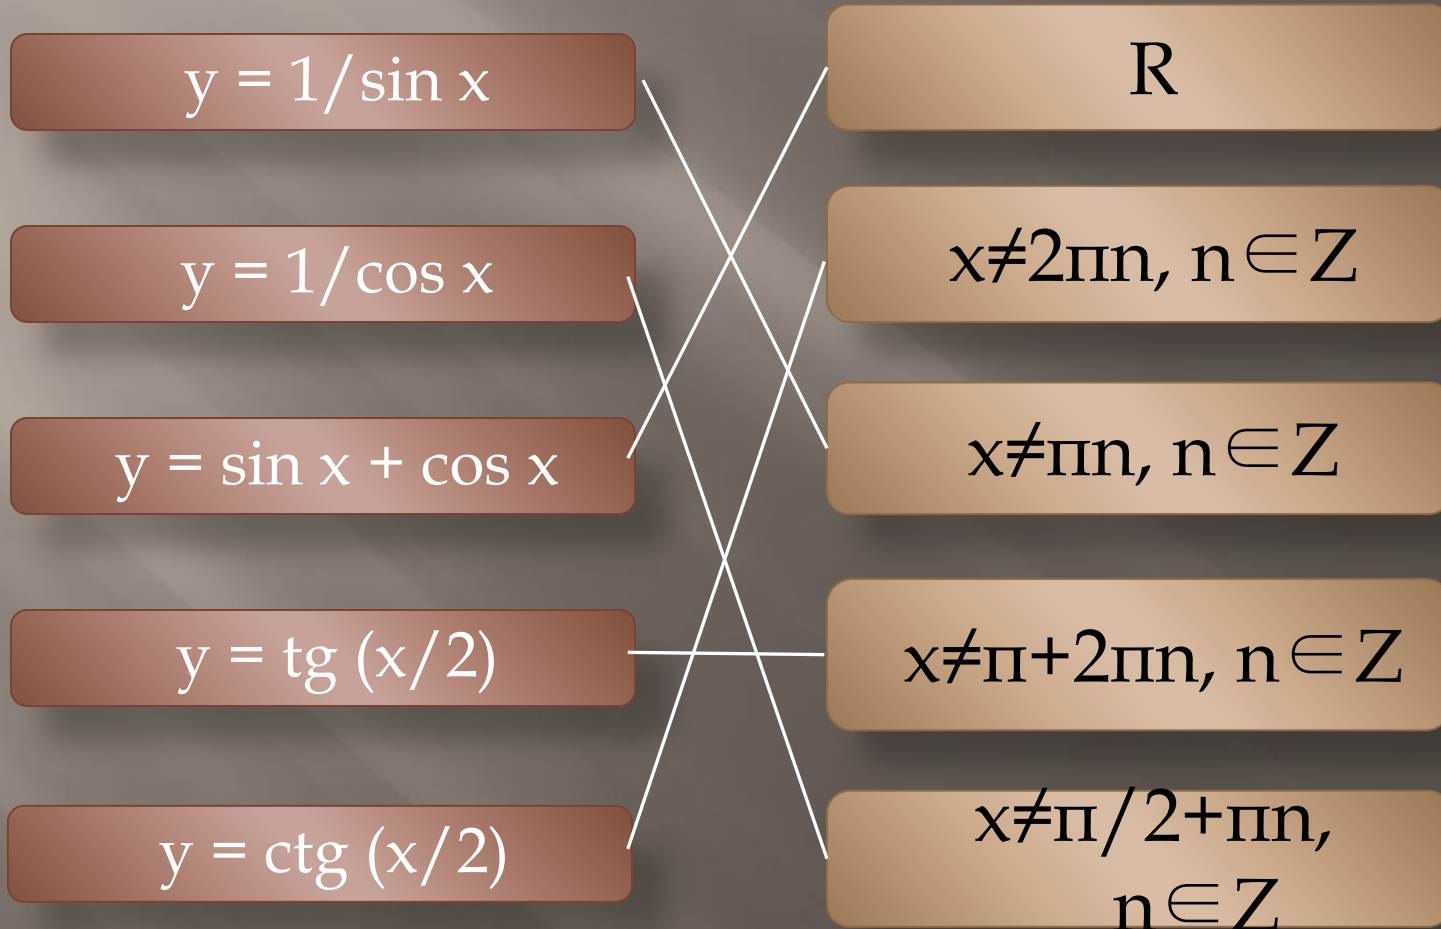 y = 1/sin x
R
y = 1/cos x
x≠2πn, n∈Z
y = sin x + cos x
x≠πn, n∈Z
y = tg (x/2)
x≠π+2πn, n∈Z
y = ctg (x/2)
x≠π/2+πn,
n∈Z